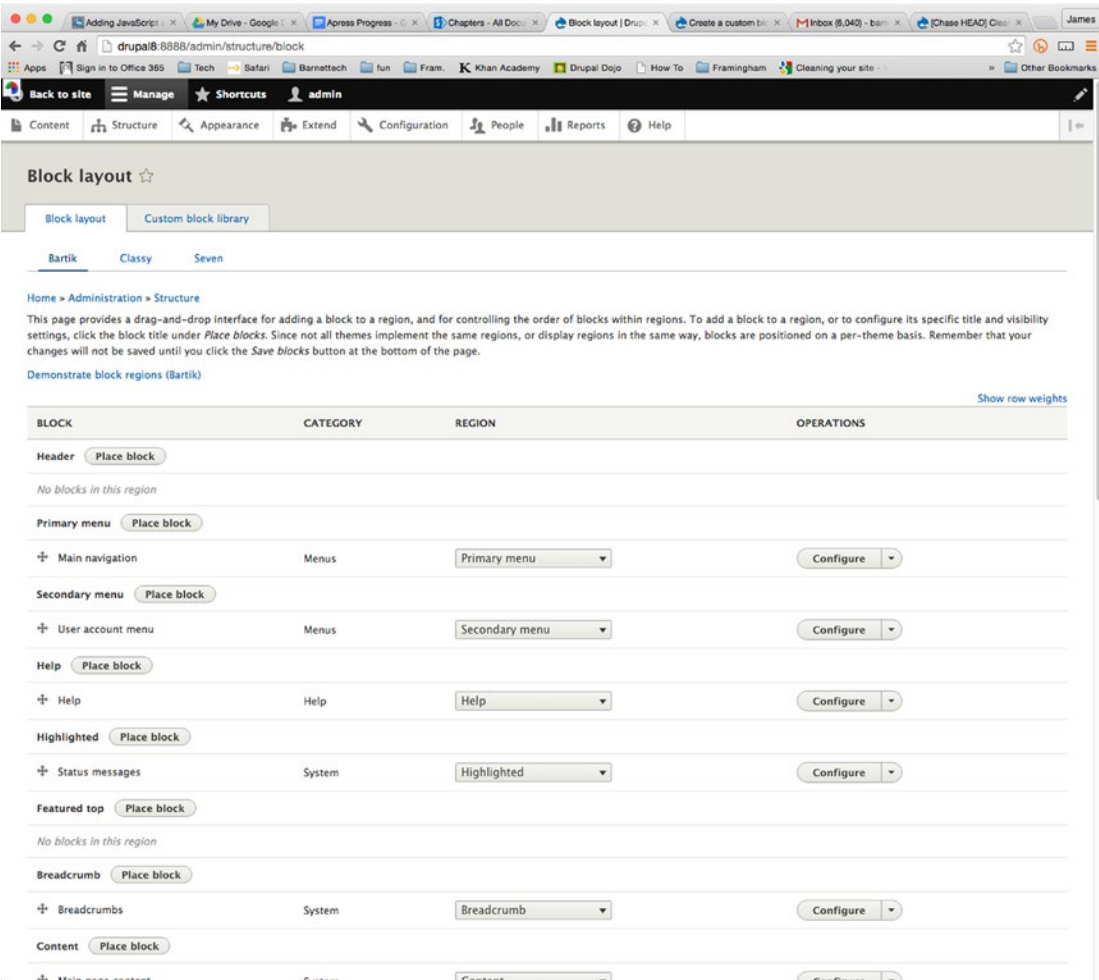 Adding JavaScript
My Drive - Google
Apress Progress - G
Chapters - All Docu
Block layout | Drup
Create a custom blo
Inbox (6,040) - barn
[Chase HEAD] Clea
James
drupal8:8888/admin/structure/block
Apps Sign in to Office 365 Tech Safari Barnettech fun Fram. Khan Academy Drupal Dojo How To Framingham Cleaning your site - » Other Bookmarks
Back to site Manage Shortcuts admin
Content Structure Appearance Extend Configuration People Reports Help
Block layout
Block layout Custom block library
Bartik Classy Seven
Home » Administration » Structure
This page provides a drag-and-drop interface for adding a block to a region, and for controlling the order of blocks within regions. To add a block to a region, or to configure its specific title and visibility
settings, click the block title under Place blocks. Since not all themes implement the same regions, or display regions in the same way, blocks are positioned on a per-theme basis. Remember that your
changes will not be saved until you click the Save blocks button at the bottom of the page.
Demonstrate block regions (Bartik)
Show row weights
BLOCK CATEGORY REGION OPERATIONS
Header Place block
No blocks in this region
Primary menu Place block
Main navigation Menus Primary menu Configure
Secondary menu Place block
User account menu Menus Secondary menu Configure
Help Place block
Help Help Help Configure
Highlighted Place block
Status messages System Highlighted Configure
Featured top Place block
No blocks in this region
Breadcrumb Place block
Breadcrumbs System Breadcrumb Configure
Content Place block
Main page content System Content Configure